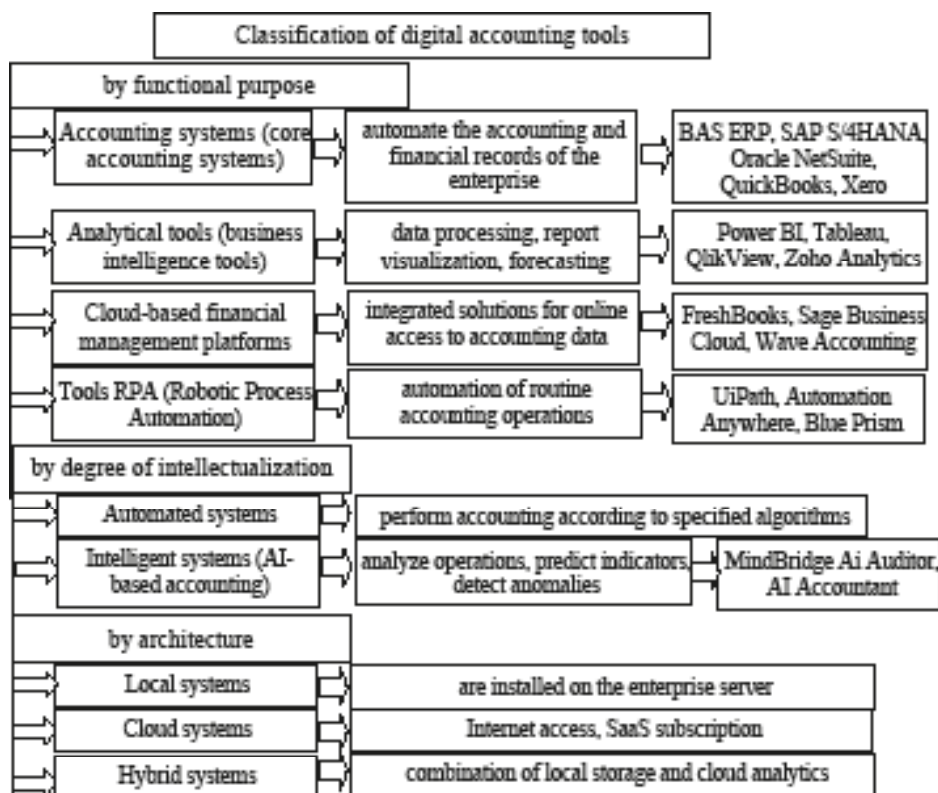 Classification of digital accounting tools
by functional purpose
Accounting systems (core
accounting systems)
automate the accounting and
financial records of the
enterprise
BAS ERP, SAP S/4HANA,
Oracle NetSuite,
QuickBooks, Xero
Analytical tools (business
intelligence tools)
data processing, report
visualization, forecasting
Power BI, Tableau,
QlikView, Zoho Analytics
Cloud-based financial
management platforms
integrated solutions for online
access to accounting data
FreshBooks, Sage Business
Cloud, Wave Accounting
Tools RPA (Robotic Process
Automation)
automation of routine
accounting operations
UiPath, Automation
Anywhere, Blue Prism
by degree of intellectualization
Automated systems
perform accounting according to specified algorithms
Intelligent systems (AI-
based accounting)
analyze operations, predict indicators,
detect anomalies
MindBridge Ai Auditor,
AI Accountant
by architecture
Local systems
are installed on the enterprise server
Cloud systems
Internet access, SaaS subscription
Hybrid systems
combination of local storage and cloud analytics